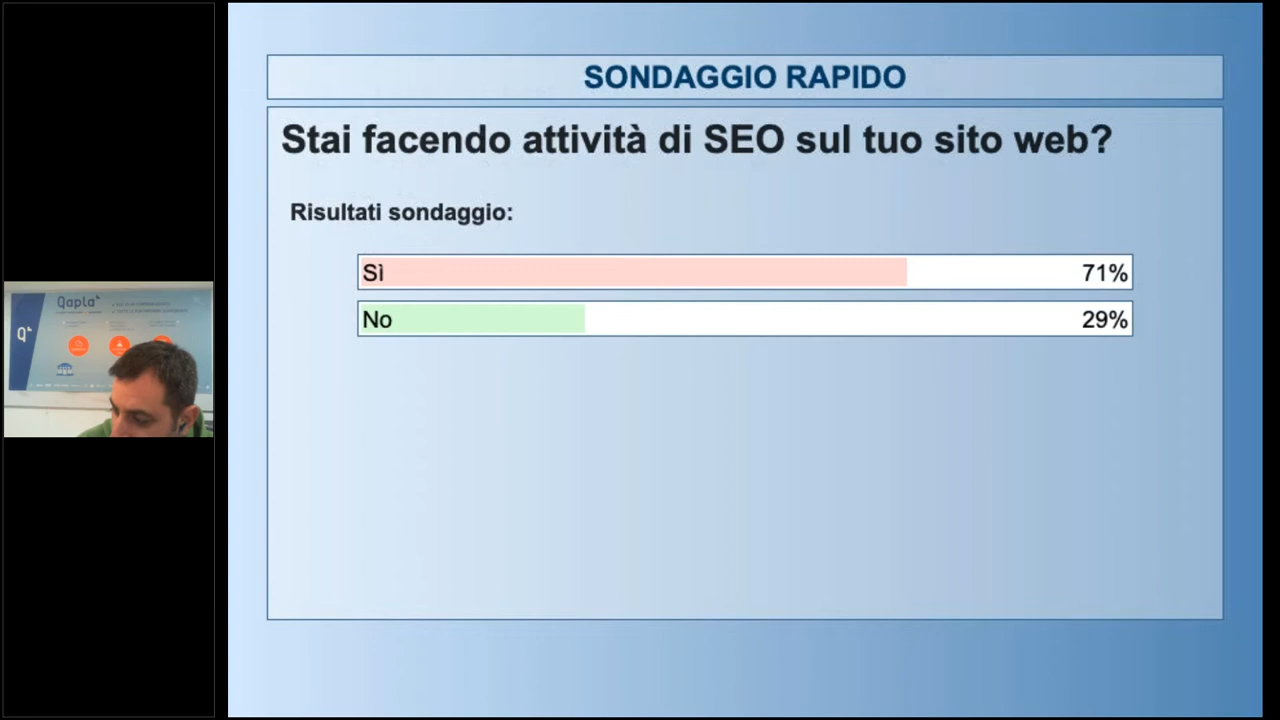 SONDAGGIO RAPIDO
Stai facendo attività di SEO sul tuo sito web?
Risultati sondaggio:
Sì 71%
No 29%
Qapla'